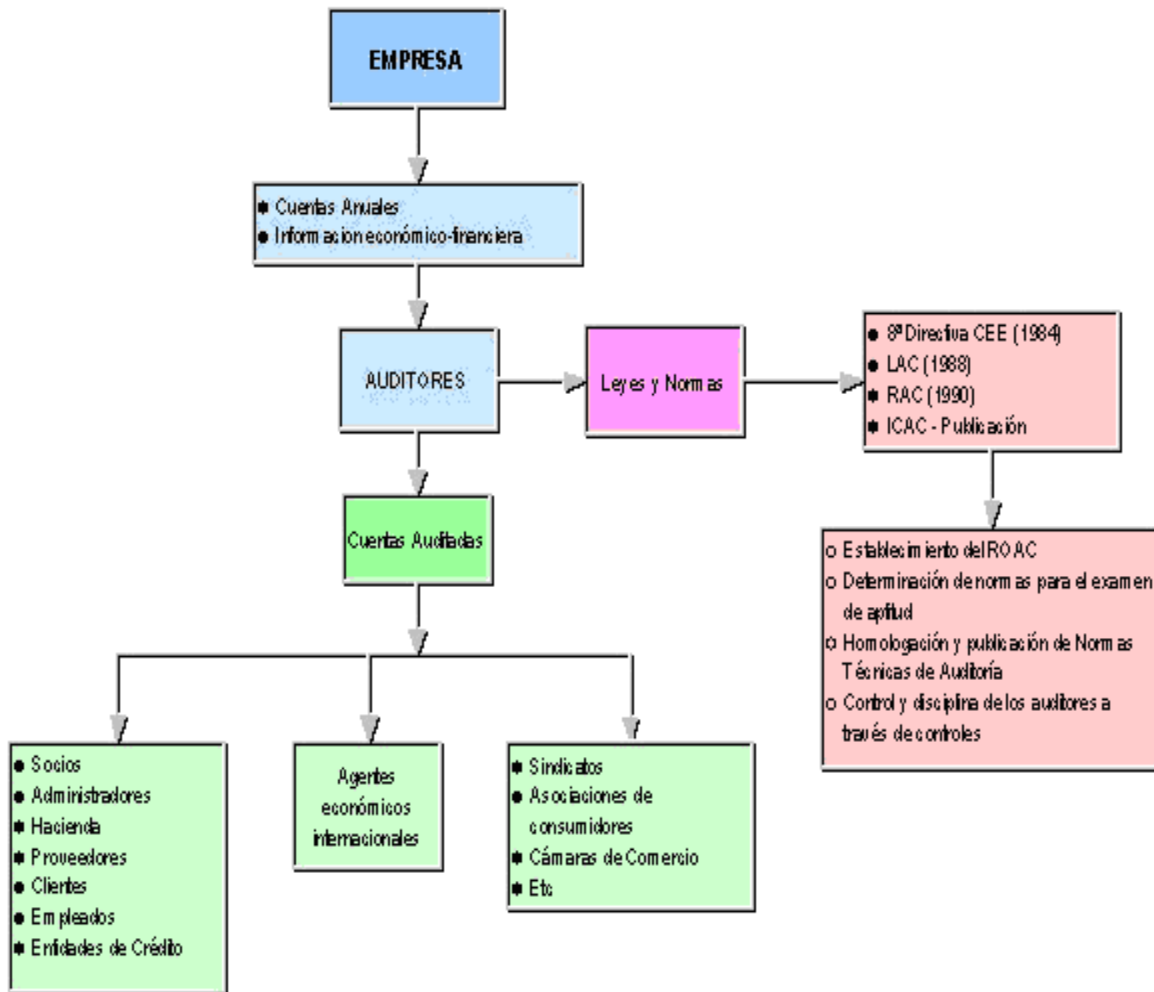 EMPRESA
● Cuentas Anuales
● Información económico-financiera
AUDITORES
Leyes y Normas
● 8ª Directiva CEE (1984)
● LAC (1988)
● RAC (1990)
● ICAC - Publicación
Cuentas Auditadas
○ Establecimiento del ROAC
○ Determinación de normas para el examen
de aptitud
○ Homologación y publicación de Normas
Técnicas de Auditoría
○ Control y disciplina de los auditores a
través de controles
● Socios
● Administradores
● Hacienda
● Proveedores
● Clientes
● Empleados
● Entidades de Crédito
Agentes
económicos
internacionales
● Sindicatos
● Asociaciones de
consumidores
● Cámaras de Comercio
● Etc